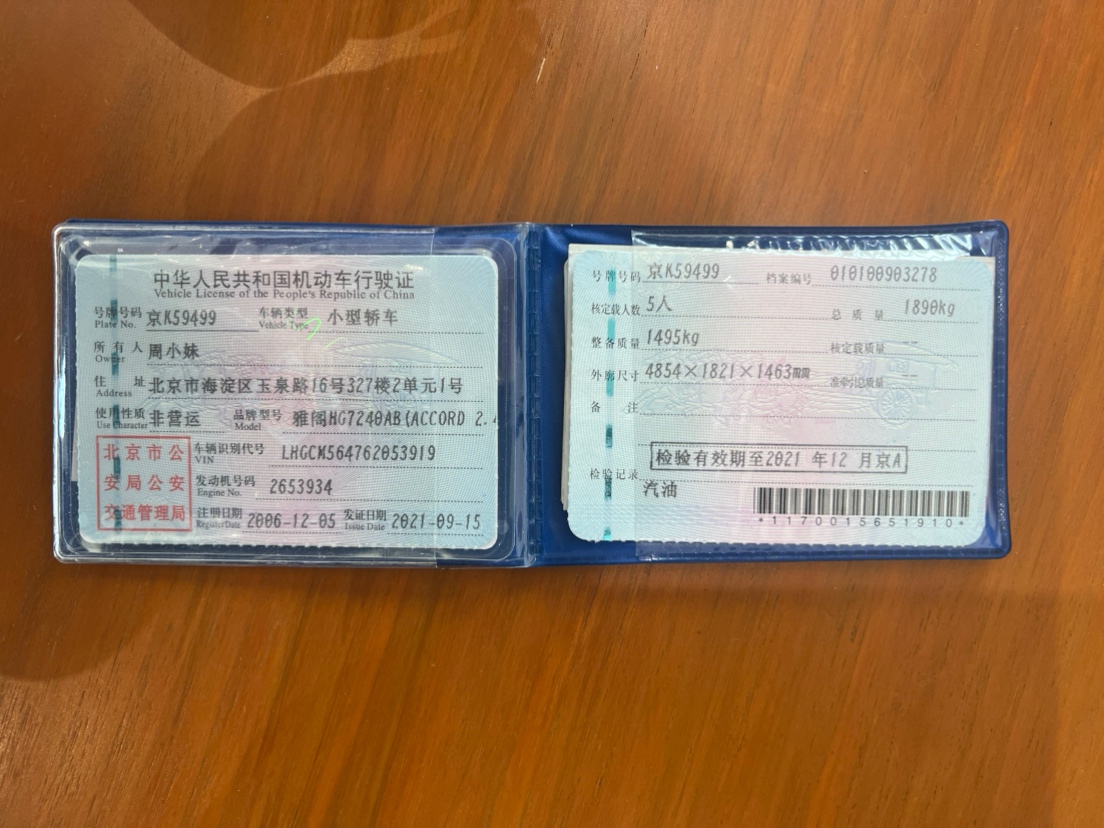 中华人民共和国机动车行驶证
Vehicle License of the People's Republic of China
号牌号码 京K59499 车辆类型 小型轿车
Plate No. Vehicle Type
所有人 周小妹
Owner
住址 北京市海淀区玉泉路16号327楼2单元1号
Address
使用性质 非营运 品牌型号 雅阁HG7240AB(ACCORD 2.4
Use Character Model
北京市公安局公安交通管理局
车辆识别代号 LHGCM564762053919
VIN
发动机号码 2653934
Engine No.
注册日期 2006-12-05 发证日期 2021-09-15
Register Date Issue Date
号牌号码 京K59499 档案编号 010100903278
核定载人数 5人 总质量 1890kg
整备质量 1495kg 核定载质量 --
外廓尺寸 4854×1821×1463mm 准牵引总质量 --
备注
检验记录 检验有效期至2021年12月京A
汽油
*1170015651910*